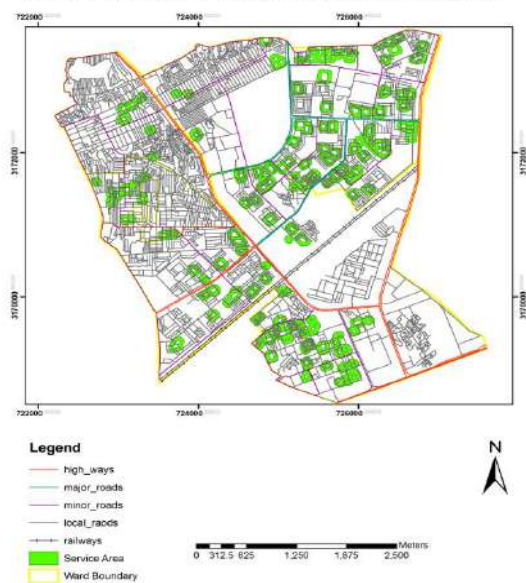 722000 724000 726000
3172000 3172000
3170000 3170000
722000 724000 726000
Legend
high_ways
major_roads
minor_roads
local_raods
railways
Service Area
Ward Boundary
N
Meters
0 312.5 625 1,250 1,875 2,500